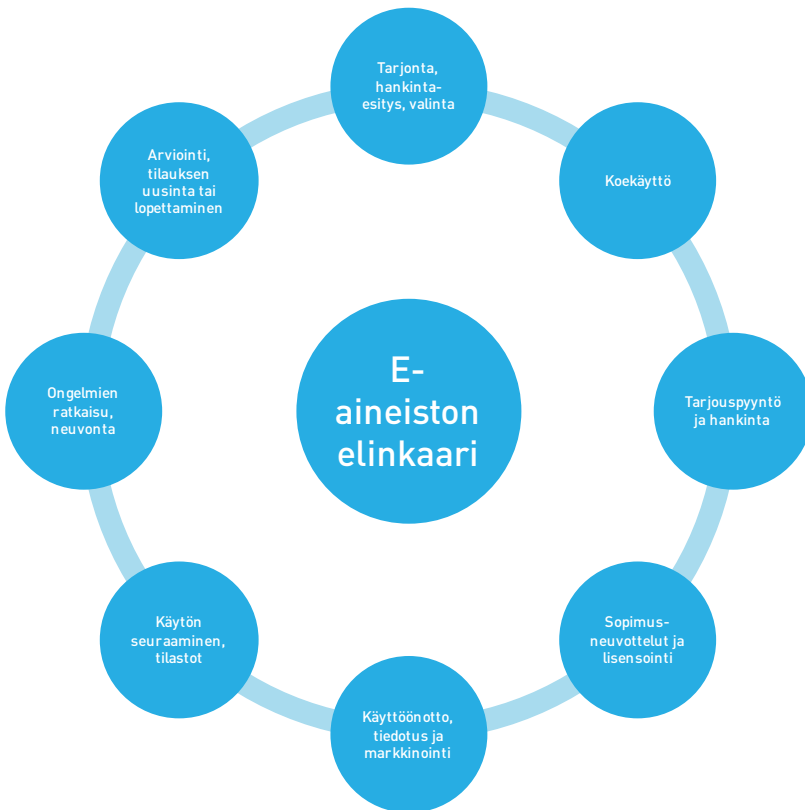 Tarjonta,
hankinta-
esitys, valinta
Koekäyttö
Tarjouspyyntö
ja hankinta
Sopimus-
neuvottelut ja
lisensointi
Käyttöönotto,
tiedotus ja
markkinointi
Käytön
seuraaminen,
tilastot
Ongelmien
ratkaisu,
neuvonta
Arviointi,
tilauksen
uusinta tai
lopettaminen
E-
aineiston
elinkaari